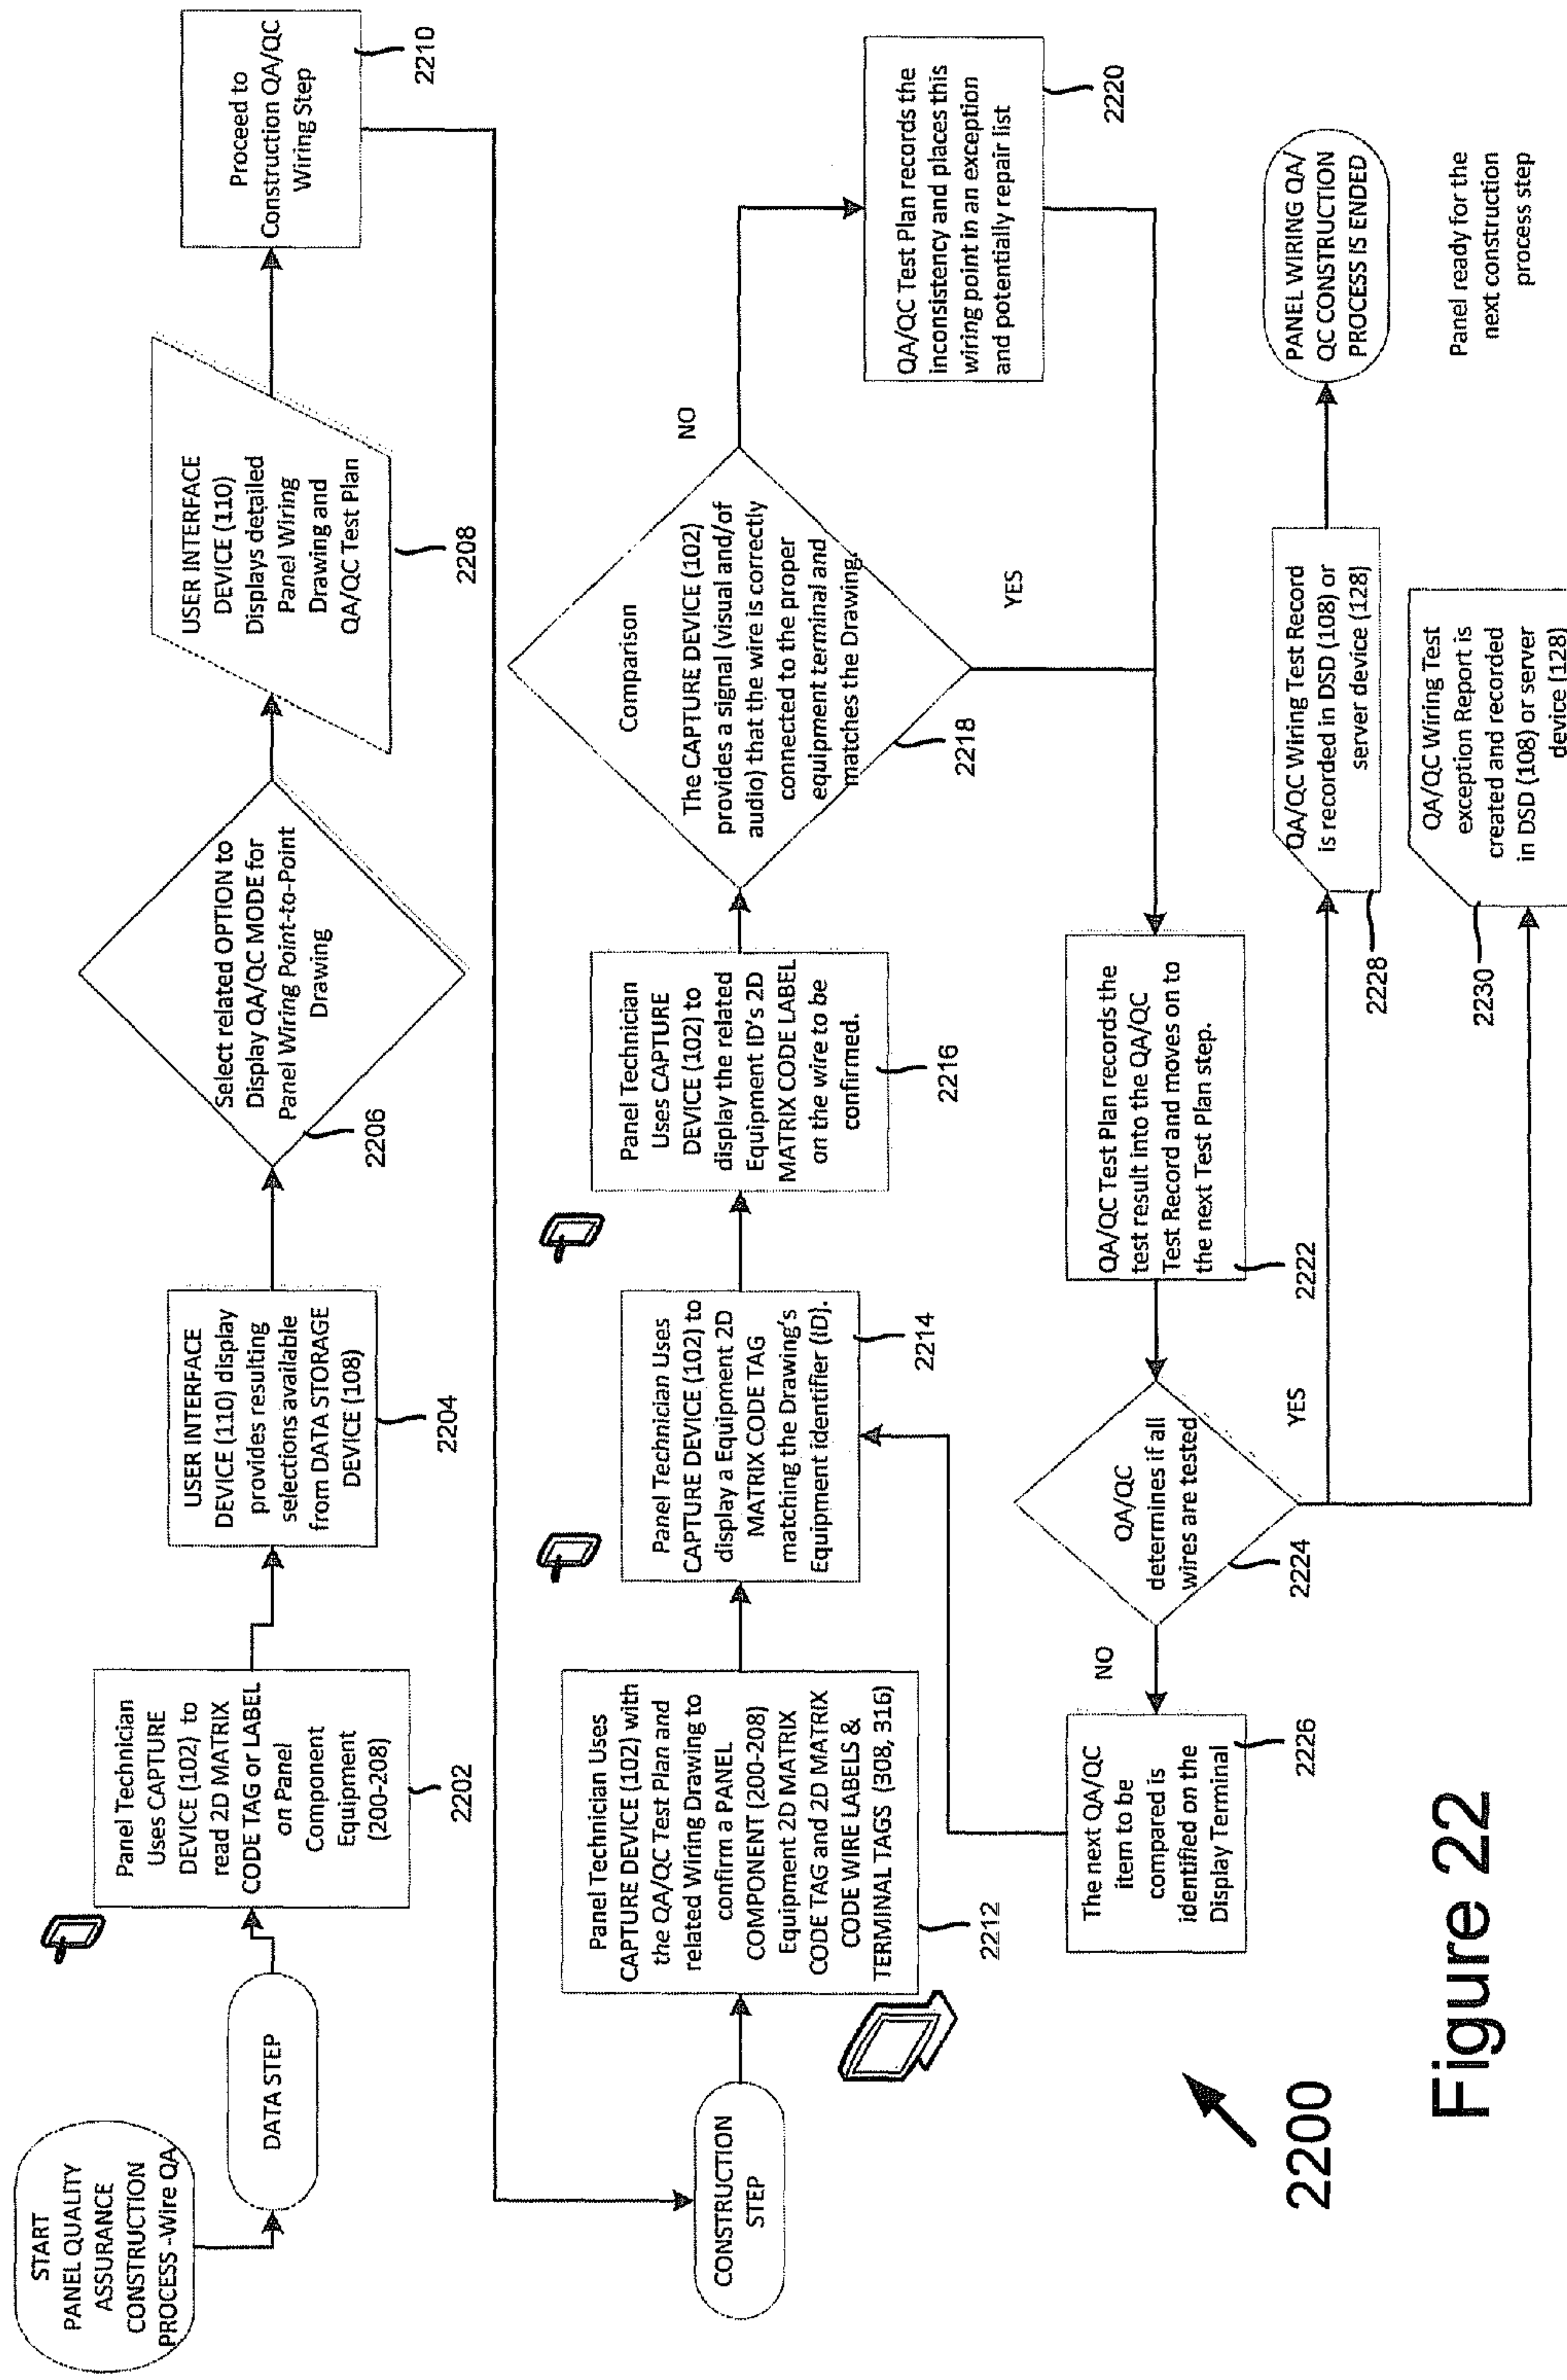 START
PANEL QUALITY
ASSURANCE
CONSTRUCTION
PROCESS -Wire QA
DATA STEP
Panel Technician
Uses CAPTURE
DEVICE (102) to
read 2D MATRIX
CODE TAG or LABEL
on Panel
Component
Equipment
(200-208)
2202
USER INTERFACE
DEVICE (110) display
provides resulting
selections available
from DATA STORAGE
DEVICE (108)
2204
Select related OPTION to
Display QA/QC MODE for
Panel Wiring Point-to-Point
Drawing
2206
USER INTERFACE
DEVICE (110)
Displays detailed
Panel Wiring
Drawing and
QA/QC Test Plan
2208
Proceed to
Construction QA/QC
Wiring Step
2210
CONSTRUCTION
STEP
Panel Technician Uses
CAPTURE DEVICE (102) with
the QA/QC Test Plan and
related Wiring Drawing to
confirm a PANEL
COMPONENT (200-208)
Equipment 2D MATRIX
CODE TAG and 2D MATRIX
CODE WIRE LABELS &
TERMINAL TAGS (308, 316)
2212
Panel Technician Uses
CAPTURE DEVICE (102) to
display a Equipment 2D
MATRIX CODE TAG
matching the Drawing's
Equipment identifier (ID).
2214
Panel Technician
Uses CAPTURE
DEVICE (102) to
display the related
Equipment ID's 2D
MATRIX CODE LABEL
on the wire to be
confirmed.
2216
Comparison
The CAPTURE DEVICE (102)
provides a signal (visual and/of
audio) that the wire is correctly
connected to the proper
equipment terminal and
matches the Drawing.
2218
NO
YES
QA/QC Test Plan records the
inconsistency and places this
wiring point in an exception
and potentially repair list
2220
QA/QC Test Plan records the
test result into the QA/QC
Test Record and moves on to
the next Test Plan step.
2222
QA/QC
determines if all
wires are tested
2224
NO
YES
The next QA/QC
item to be
compared is
identified on the
Display Terminal
2226
QA/QC Wiring Test Record
is recorded in DSD (108) or
server device (128)
2228
QA/QC Wiring Test
exception Report is
created and recorded
in DSD (108) or server
device (128)
2230
PANEL WIRING QA/
QC CONSTRUCTION
PROCESS IS ENDED
Panel ready for the
next construction
process step
2200
Figure 22